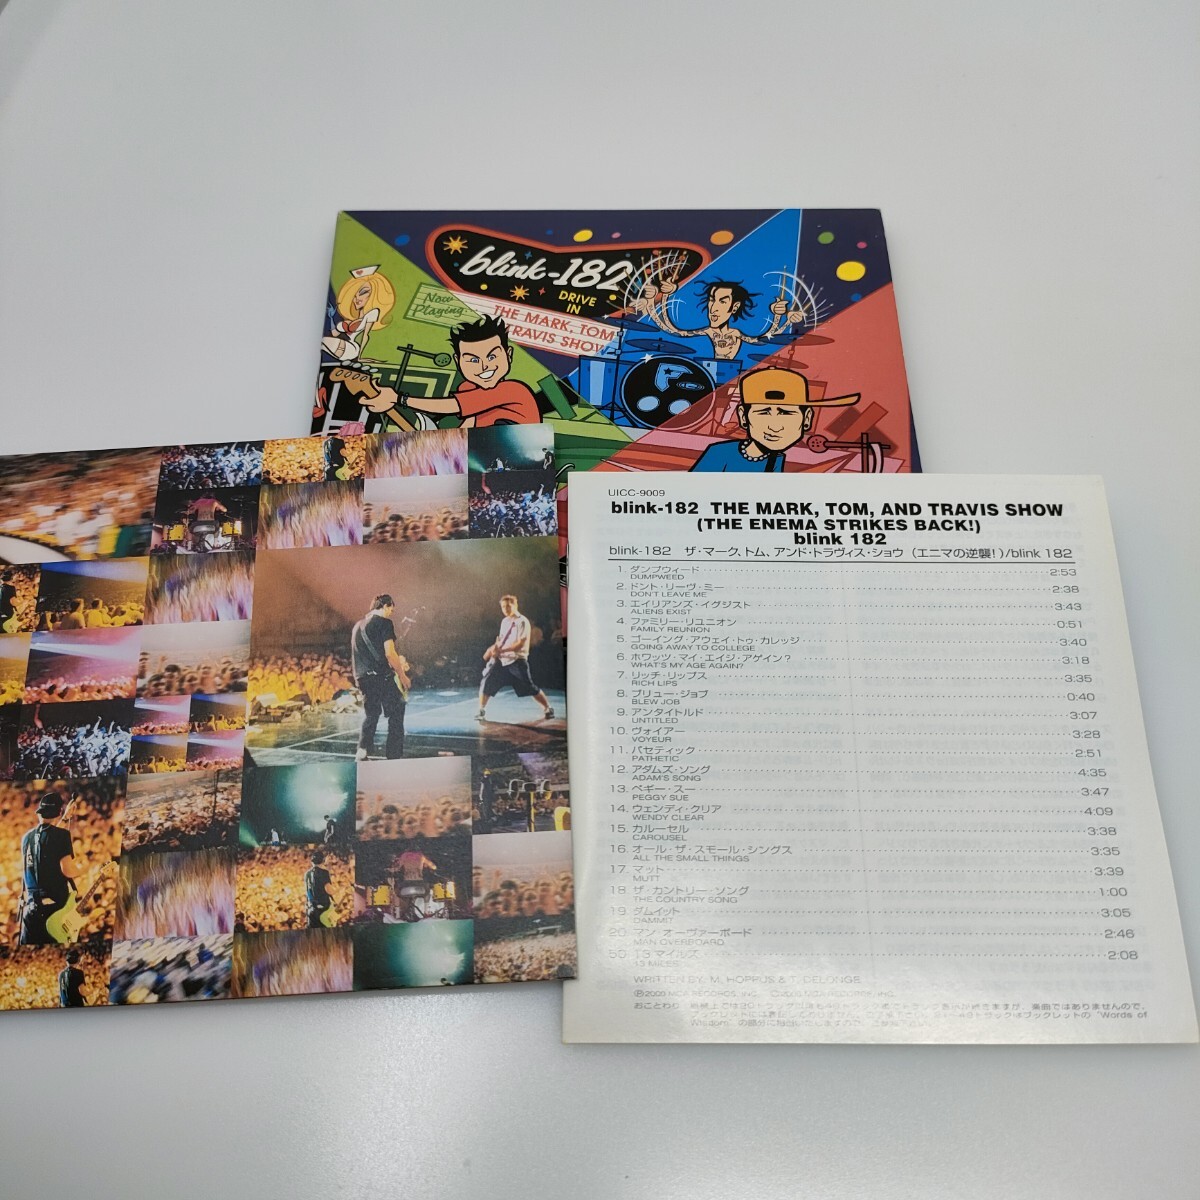 blink-182
DRIVE
IN
Now
Playing:
THE MARK, TOM
TRAVIS SHOW
UICC-9009
blink-182 THE MARK, TOM, AND TRAVIS SHOW
(THE ENEMA STRIKES BACK!)
blink 182
blink-182 ザ・マーク、トム、アンド・トラヴィス・ショウ（エニマの逆襲！）/blink 182
1. ダンプウィード 2:53
DUMPWEED
2. ドント・リーヴ・ミー 2:38
DON'T LEAVE ME
3. エイリアンズ・イグジスト 3:43
ALIENS EXIST
4. ファミリー・リユニオン 0:51
FAMILY REUNION
5. ゴーイング・アウェイ・トゥ・カレッジ 3:40
GOING AWAY TO COLLEGE
6. ホワッツ・マイ・エイジ・アゲイン？ 3:18
WHAT'S MY AGE AGAIN?
7. リッチ・リップス 3:35
RICH LIPS
8. ブリュー・ジョブ 0:40
BLEW JOB
9. アンタイトルド 3:07
UNTITLED
10. ヴォイアー 3:28
VOYEUR
11. パセティック 2:51
PATHETIC
12. アダムズ・ソング 4:35
ADAM'S SONG
13. ペギー・スー 3:47
PEGGY SUE
14. ウェンディ・クリア 4:09
WENDY CLEAR
15. カルーセル 3:38
CAROUSEL
16. オール・ザ・スモール・シングス 3:35
ALL THE SMALL THINGS
17. マット 3:39
MUTT
18. ザ・カントリー・ソング 1:00
THE COUNTRY SONG
19. ダムイット 3:05
DAMMIT
20. マン・オーヴァーボード 2:46
MAN OVERBOARD
50. 13マイルズ 2:08
13 MILES
WRITTEN BY: M. HOPPUS & T. DELONGE
℗2000 MCA RECORDS, INC.
おことわり